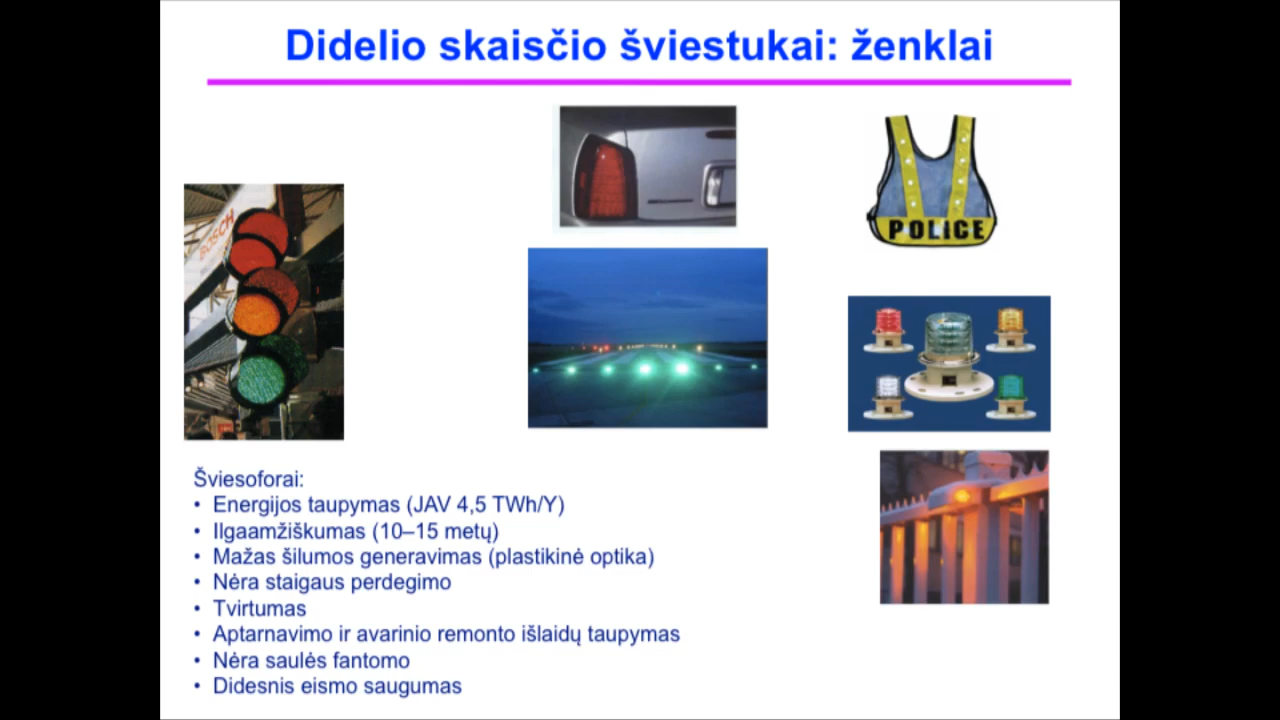 Didelio skaisčio šviestukai: ženklai
BOSCH
POLICE
Šviesoforai:
• Energijos taupymas (JAV 4,5 TWh/Y)
• Ilgaamžiškumas (10–15 metų)
• Mažas šilumos generavimas (plastikinė optika)
• Nėra staigaus perdegimo
• Tvirtumas
• Aptarnavimo ir avarinio remonto išlaidų taupymas
• Nėra saulės fantomo
• Didesnis eismo saugumas